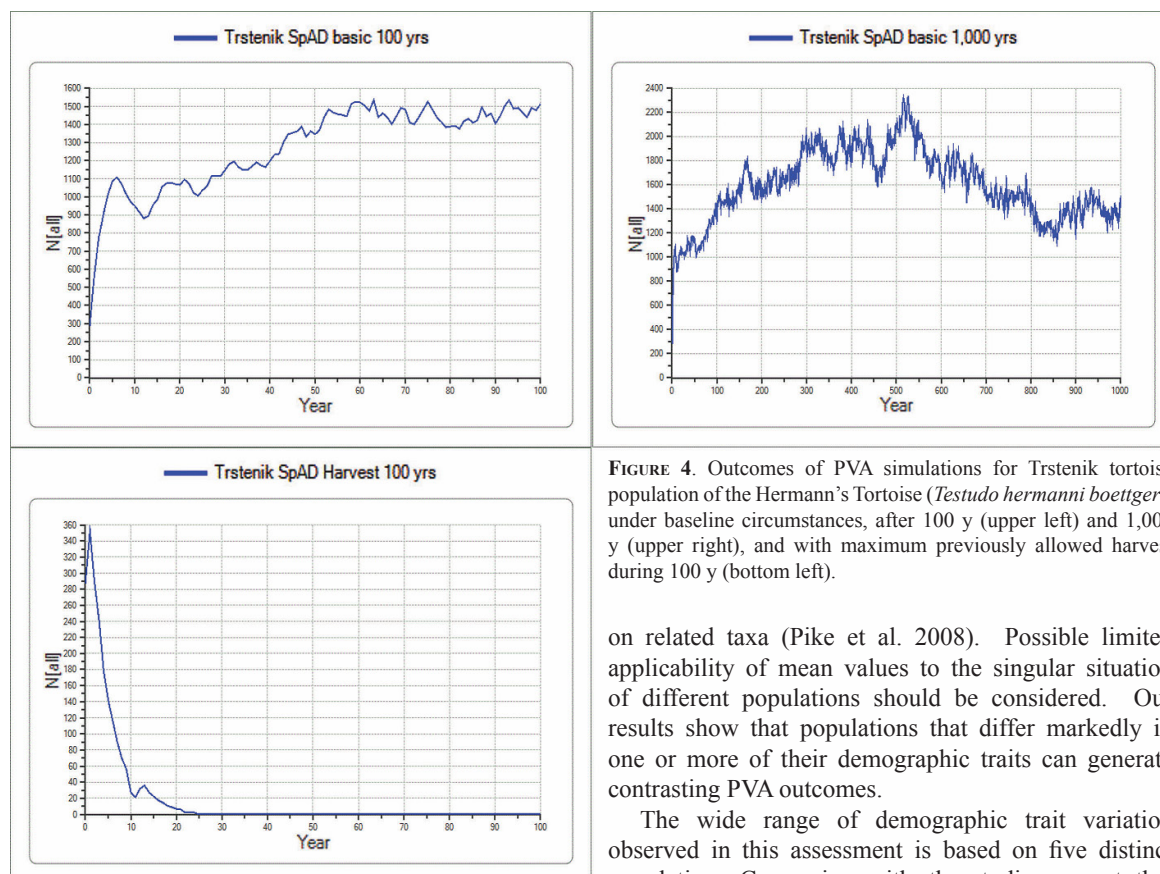 Trstenik SpAD basic 100 yrs
1600
1500
1400
1300
1200
1100
1000
900
800
700
600
500
400
300
200
100
0
N[all]
0 10 20 30 40 50 60 70 80 90 100
Year
Trstenik SpAD basic 1,000 yrs
2400
2200
2000
1800
1600
1400
1200
1000
800
600
400
200
0
N[all]
0 100 200 300 400 500 600 700 800 900 1000
Year
Trstenik SpAD Harvest 100 yrs
360
340
320
300
280
260
240
220
200
180
160
140
120
100
80
60
40
20
0
N[all]
0 10 20 30 40 50 60 70 80 90 100
Year
FIGURE 4. Outcomes of PVA simulations for Trstenik tortois
population of the Hermann's Tortoise (Testudo hermanni boettger
under baseline circumstances, after 100 y (upper left) and 1,00
y (upper right), and with maximum previously allowed harve
during 100 y (bottom left).
on related taxa (Pike et al. 2008). Possible limite
applicability of mean values to the singular situatio
of different populations should be considered. Ou
results show that populations that differ markedly i
one or more of their demographic traits can generat
contrasting PVA outcomes.
The wide range of demographic trait variatio
observed in this assessment is based on five distinc